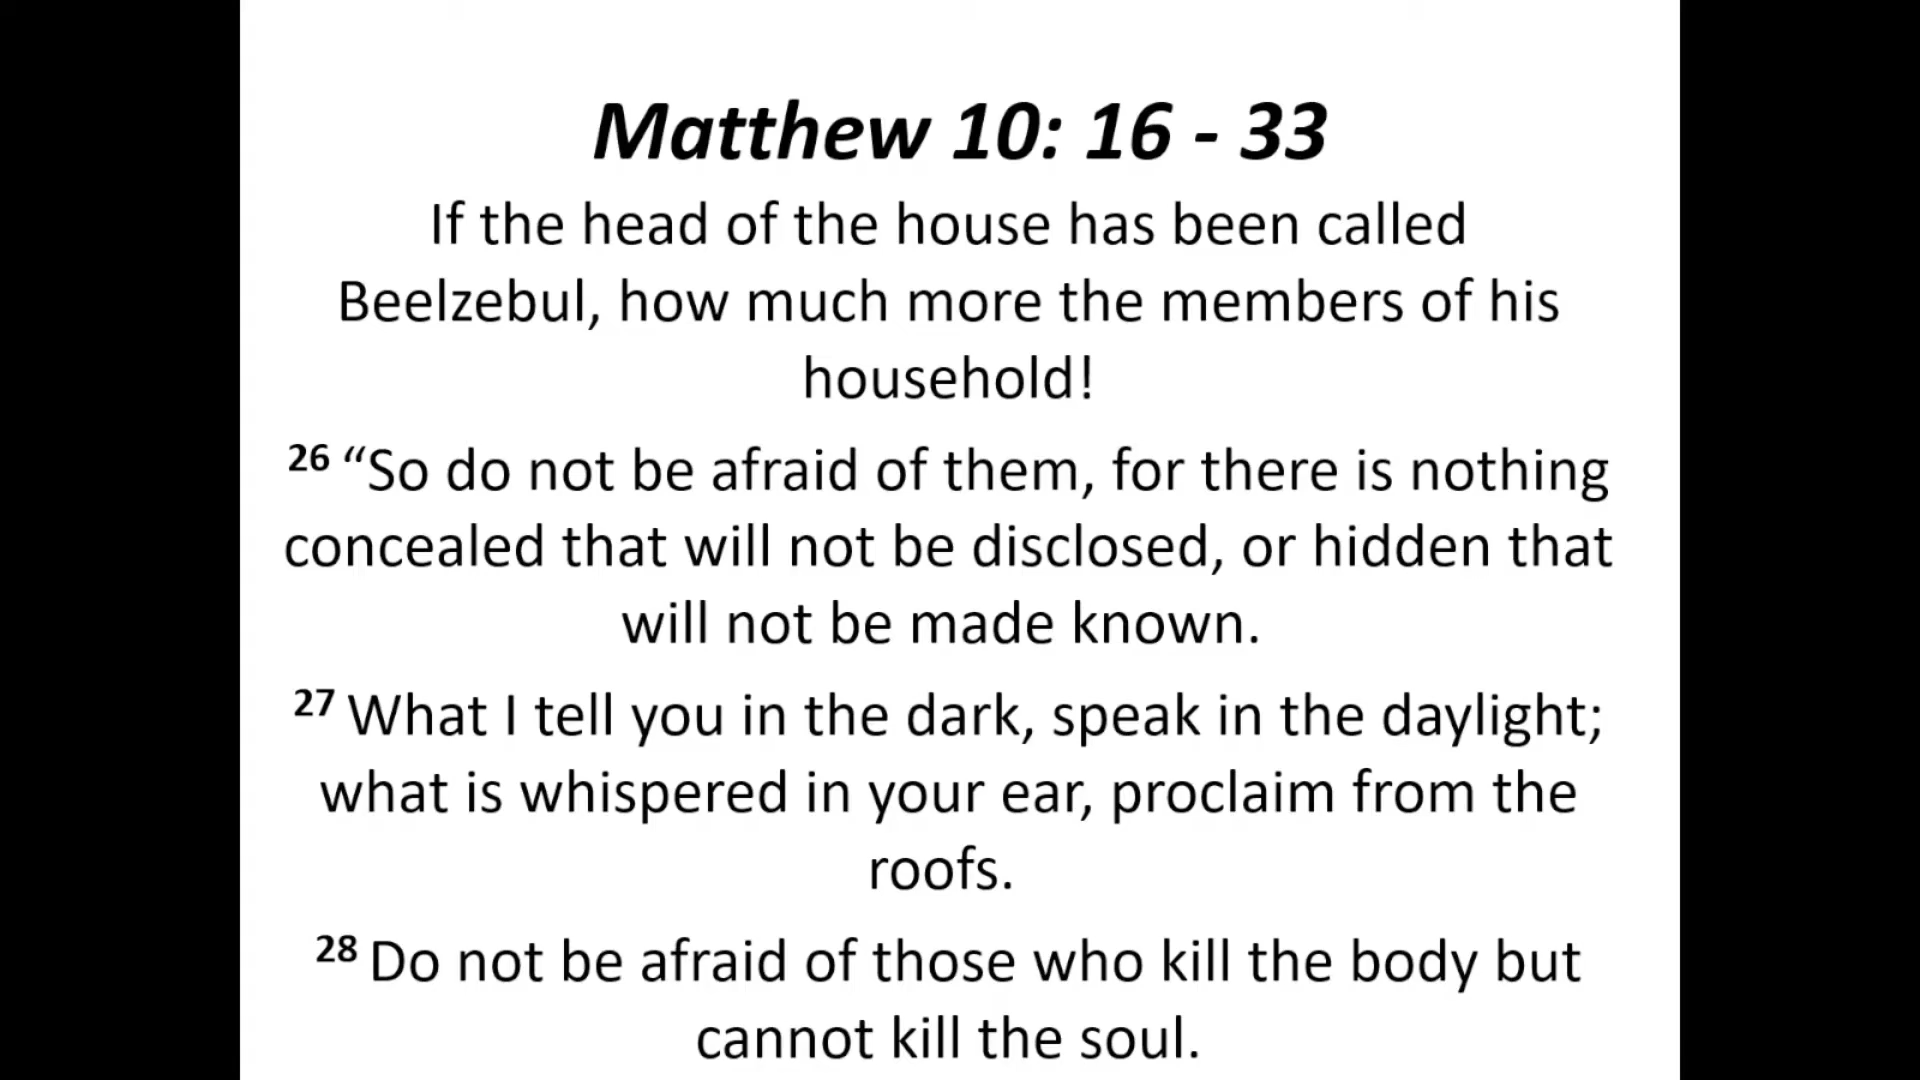 Matthew 10: 16 - 33
If the head of the house has been called
Beelzebul, how much more the members of his
household!
26 “So do not be afraid of them, for there is nothing
concealed that will not be disclosed, or hidden that
will not be made known.
27 What I tell you in the dark, speak in the daylight;
what is whispered in your ear, proclaim from the
roofs.
28 Do not be afraid of those who kill the body but
cannot kill the soul.